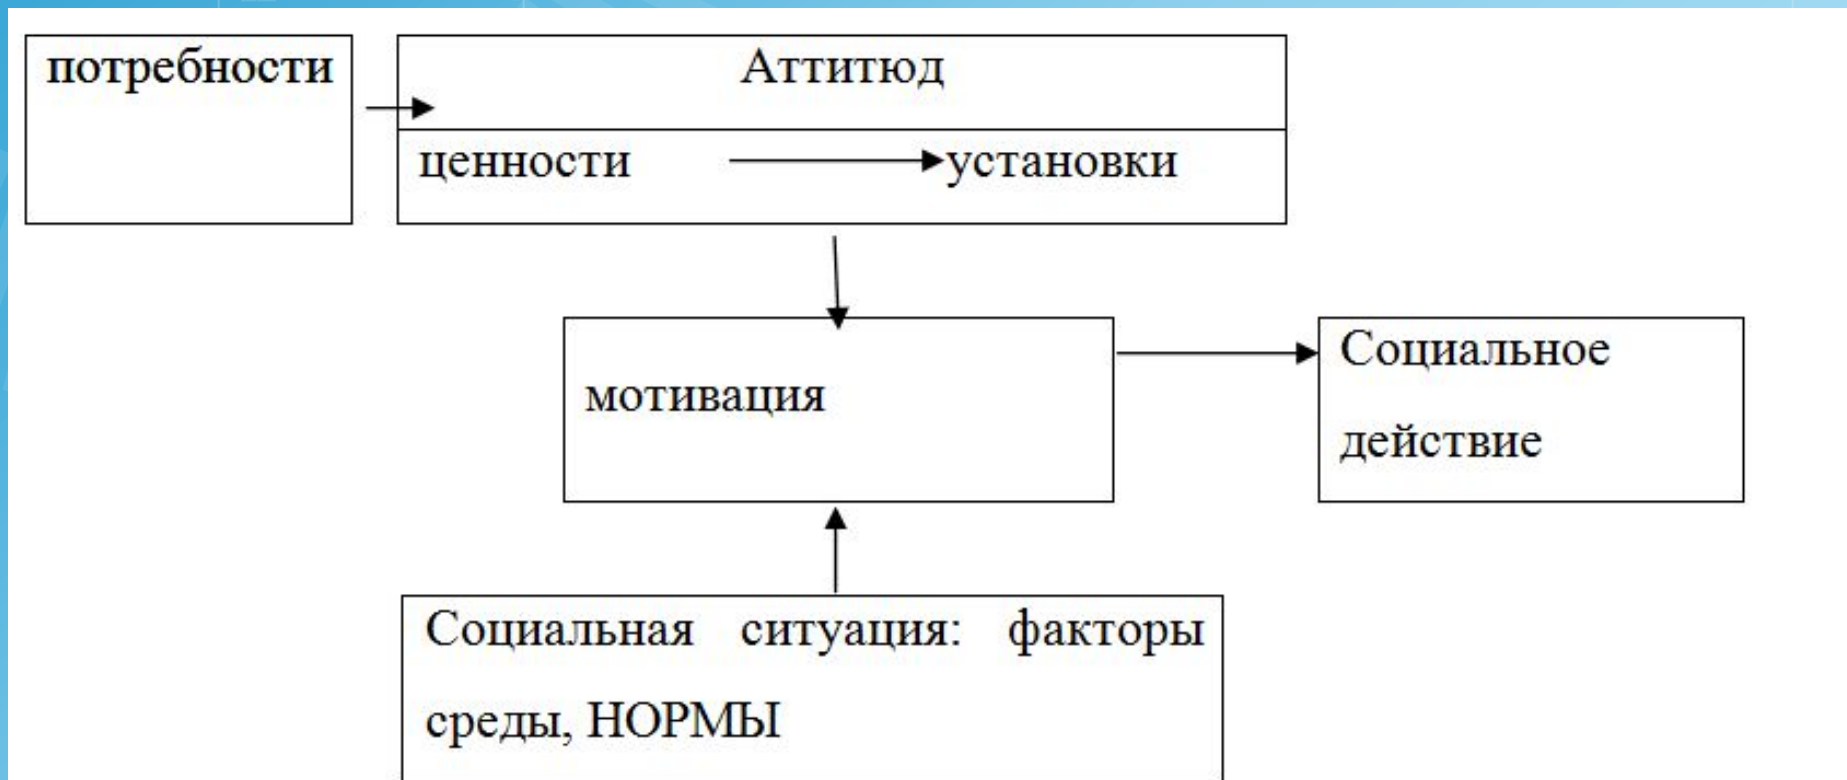 потребности
Аттитюд
ценности
установки
мотивация
Социальное
действие
Социальная ситуация: факторы
среды, НОРМЫ